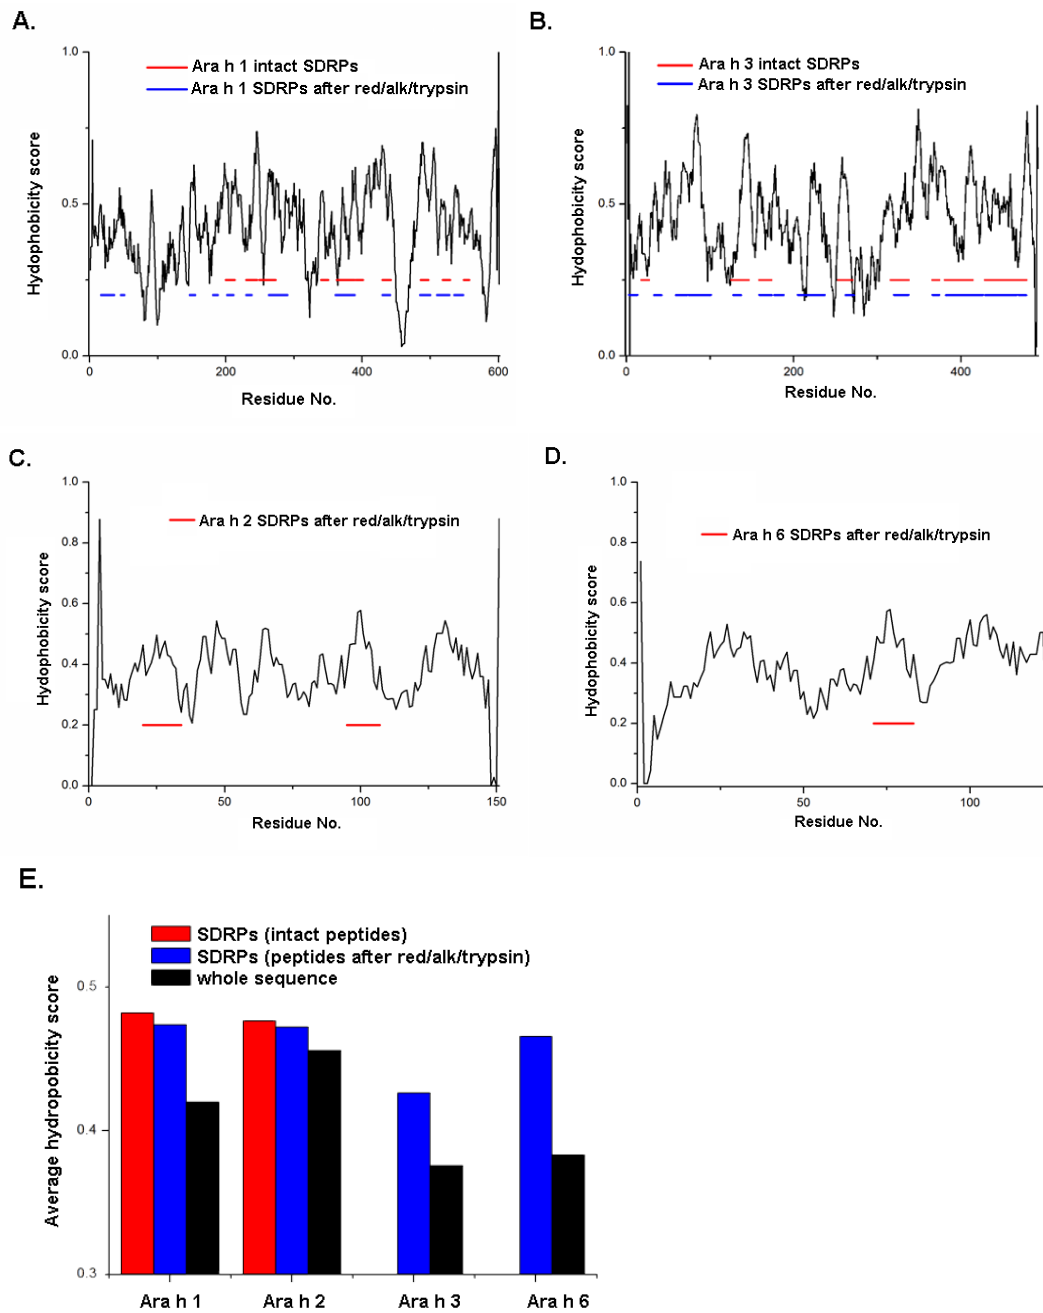 A.
Ara h 1 intact SDRPs
Ara h 1 SDRPs after red/alk/trypsin
Hydophobicity score
1.0
0.5
0.0
0
200
400
600
Residue No.
B.
Ara h 3 intact SDRPs
Ara h 3 SDRPs after red/alk/trypsin
Hydophobicity score
1.0
0.5
0.0
0
200
400
Residue No.
C.
Ara h 2 SDRPs after red/alk/trypsin
Hydophobicity score
1.0
0.8
0.6
0.4
0.2
0.0
0
50
100
150
Residue No.
D.
Ara h 6 SDRPs after red/alk/trypsin
Hydophobicity score
1.0
0.8
0.6
0.4
0.2
0.0
0
50
100
Residue No.
E.
SDRPs (intact peptides)
SDRPs (peptides after red/alk/trypsin)
whole sequence
Average hydropobicity score
0.5
0.4
0.3
Ara h 1
Ara h 2
Ara h 3
Ara h 6